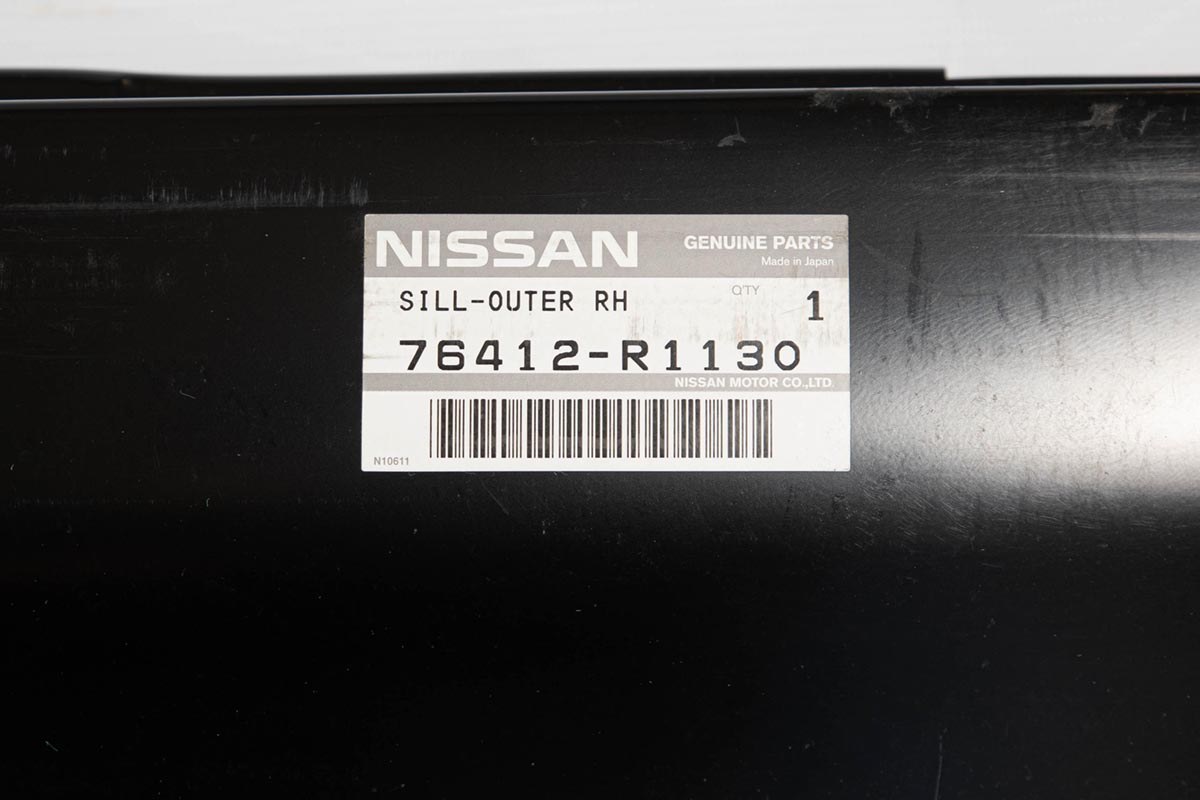 NISSAN GENUINE PARTS
Made in Japan
SILL-OUTER RH Q'TY 1
76412-R1130
NISSAN MOTOR CO.,LTD.
N10611